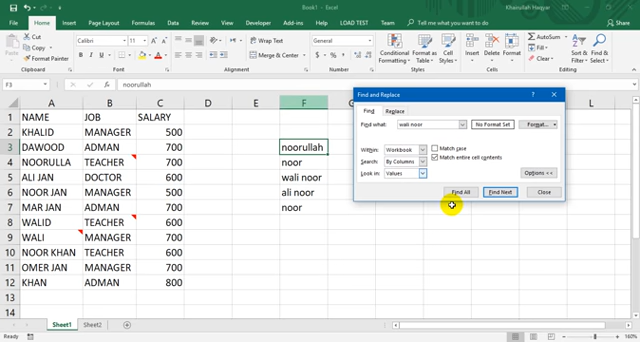 Book1 - Excel
Khairullah Haqyar
File Home Insert Page Layout Formulas Data Review View Developer Add-ins Help LOAD TEST Team Tell me what you want to do
Share
Cut
Copy
Format Painter
Clipboard
Calibri 11
Font
Wrap Text
Merge & Center
Alignment
General
Number
Conditional Formatting
Format as Table
Cell Styles
Styles
Insert Delete Format
Cells
AutoSum
Fill
Clear
Sort & Filter
Find & Select
Editing
F3 noorullah
A B C D E F G L
1 NAME JOB SALARY
2 KHALID MANAGER 500
3 DAWOOD ADMAN 700 noorullah
4 NOORULLA TEACHER 700 noor
5 ALI JAN DOCTOR 600 wali noor
6 NOOR JAN MANAGER 500 ali noor
7 MAR JAN ADMAN 700 noor
8 WALID TEACHER 600
9 WALI MANAGER 700
10 NOOR KHAN TEACHER 600
11 OMER JAN MANAGER 700
12 KHAN ADMAN 800
13
14
Find and Replace
Find Replace
Find what: wali noor No Format Set Format...
Within: Workbook
Match case
Search: By Columns
Match entire cell contents
Look in: Values
Options <<
Find All Find Next Close
Sheet1 Sheet2
Ready
160%